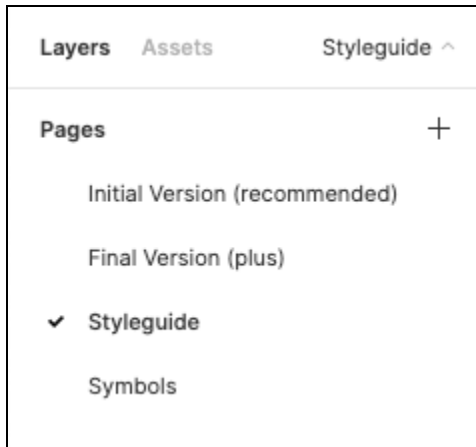 Layers Assets Styleguide
Pages
Initial Version (recommended)
Final Version (plus)
Styleguide
Symbols